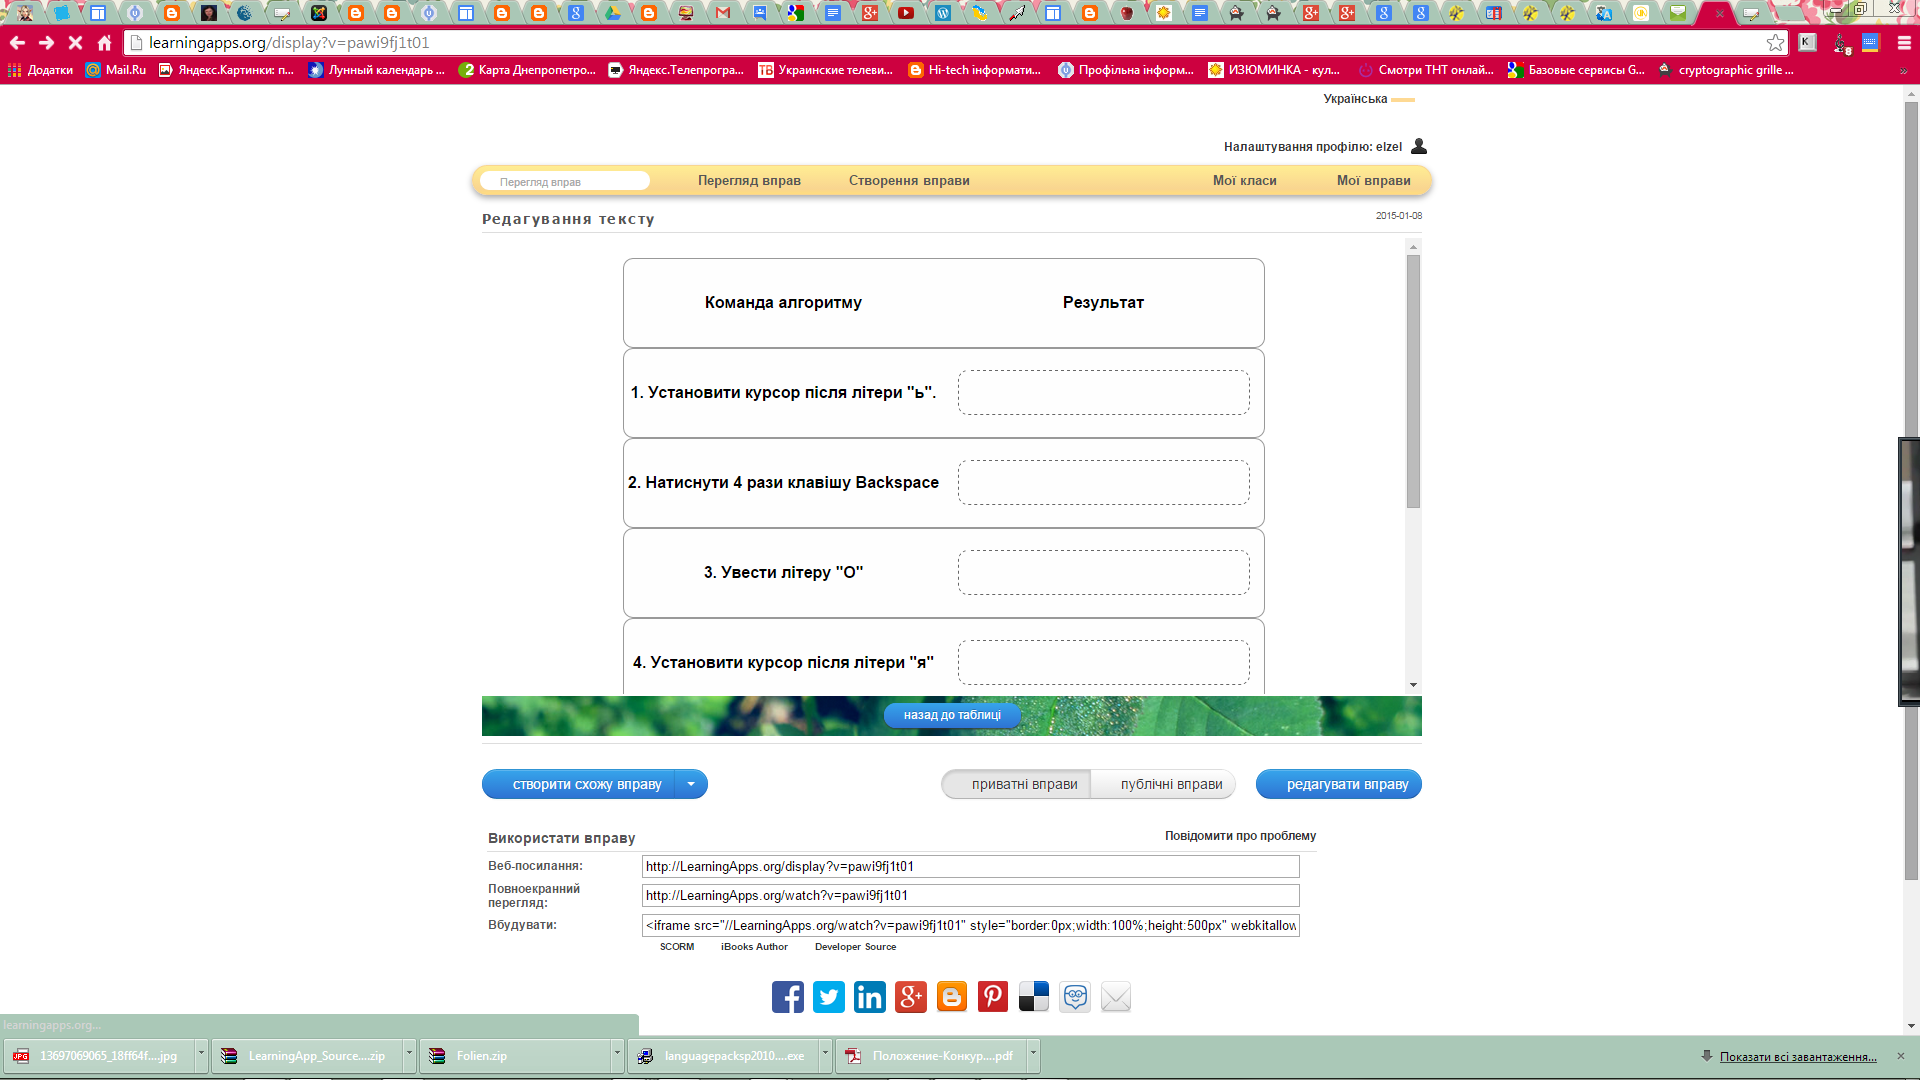 learningapps.org/display?v=pawi9fj1t01
Додатки Mail.Ru Яндекс.Картинки: п... Лунный календарь ... Карта Днепропетро... Яндекс.Телепрогра... Украинские телеви... Hi-tech інформати... Профільна інформ... ИЗЮМИНКА - кул... Смотри ТНТ онлай... Базовые сервисы G... cryptographic grille ... »
Українська
Налаштування профілю: elzel
Перегляд вправ Перегляд вправ Створення вправи Мої класи Мої вправи
Редагування тексту 2015-01-08
Команда алгоритму Результат
1. Установити курсор після літери "ь".
2. Натиснути 4 рази клавішу Backspace
3. Увести літеру "О"
4. Установити курсор після літери "я"
назад до таблиці
створити схожу вправу приватні вправи публічні вправи редагувати вправу
Використати вправу Повідомити про проблему
Веб-посилання: http://LearningApps.org/display?v=pawi9fj1t01
Повноекранний
перегляд: http://LearningApps.org/watch?v=pawi9fj1t01
Вбудувати: <iframe src="//LearningApps.org/watch?v=pawi9fj1t01" style="border:0px;width:100%;height:500px" webkitallow
SCORM iBooks Author Developer Source
learningapps.org...
13697069065_18ff64f....jpg LearningApp_Source....zip Folien.zip languagepacksp2010....exe Положение-Конкур....pdf Показати всі завантаження...